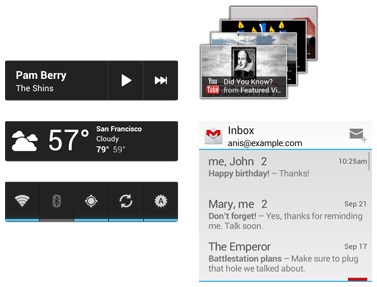 Pam Berry
The Shins
57°
San Francisco
Cloudy
79° 59°
A
You
Tube
Did You Know?
from Featured Vi..
Inbox
anis@example.com
me, John 2 10:25am
Happy birthday! – Thanks!
Mary, me 2 Sep 21
Don't forget! – Yes, thanks for reminding
me. Talk soon.
The Emperor Sep 17
Battlestation plans – Make sure to plug
that hole we talked about.